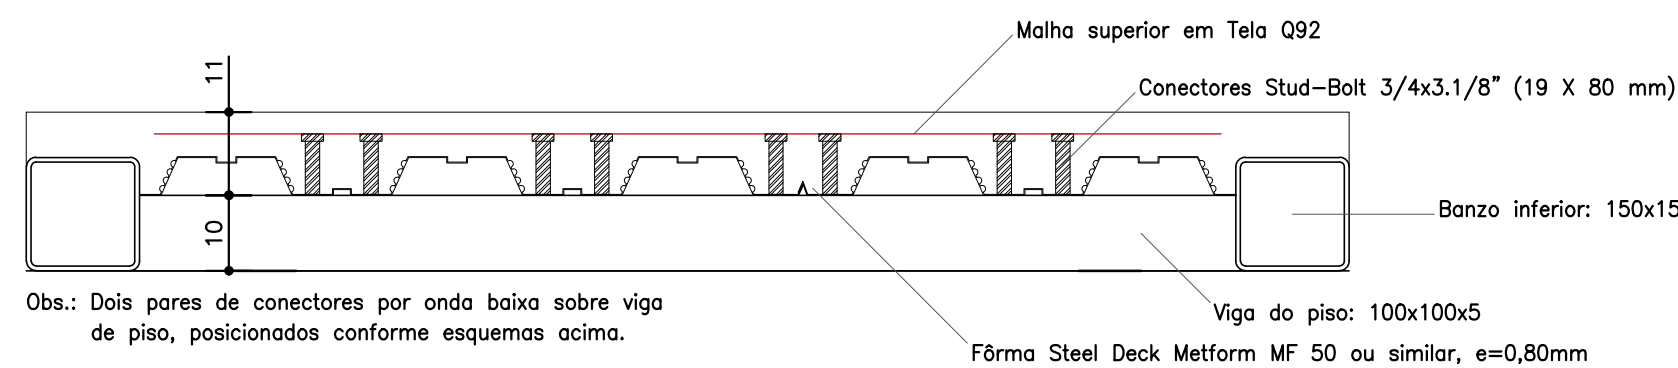 Malha superior em Tela Q92
11
Conectores Stud-Bolt 3/4x3.1/8” (19 X 80 mm)
Banzo inferior: 150x15
10
Obs.: Dois pares de conectores por onda baixa sobre viga
de piso, posicionados conforme esquemas acima.
Viga do piso: 100x100x5
Fôrma Steel Deck Metform MF 50 ou similar, e=0,80mm